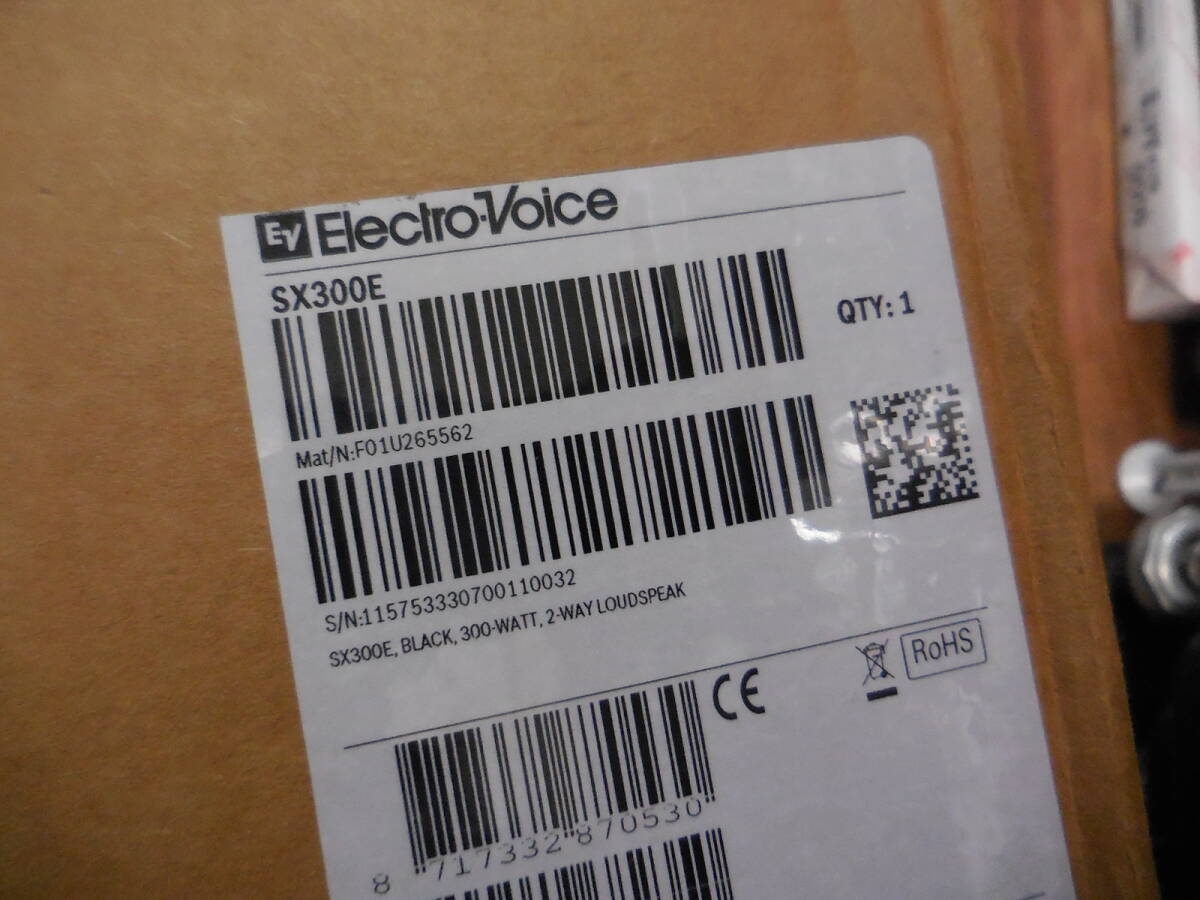 EV Electro-Voice
SX300E
QTY: 1
Mat/N:F01U265562
S/N:115753330700110032
SX300E, BLACK, 300-WATT, 2-WAY LOUDSPEAK
CE
RoHS
8 717332 870530